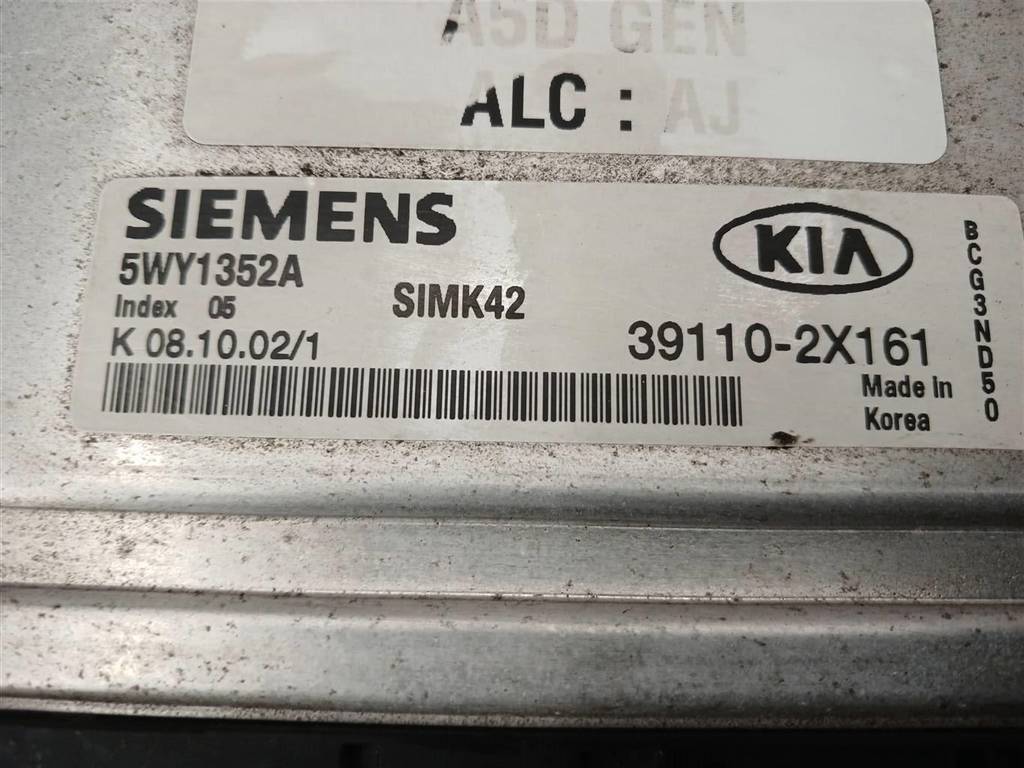 A5D GEN
ALC : AJ
SIEMENS
5WY1352A
Index 05
SIMK42
K 08.10.02/1
KIA
39110-2X161
Made in
Korea
BCG3ND50